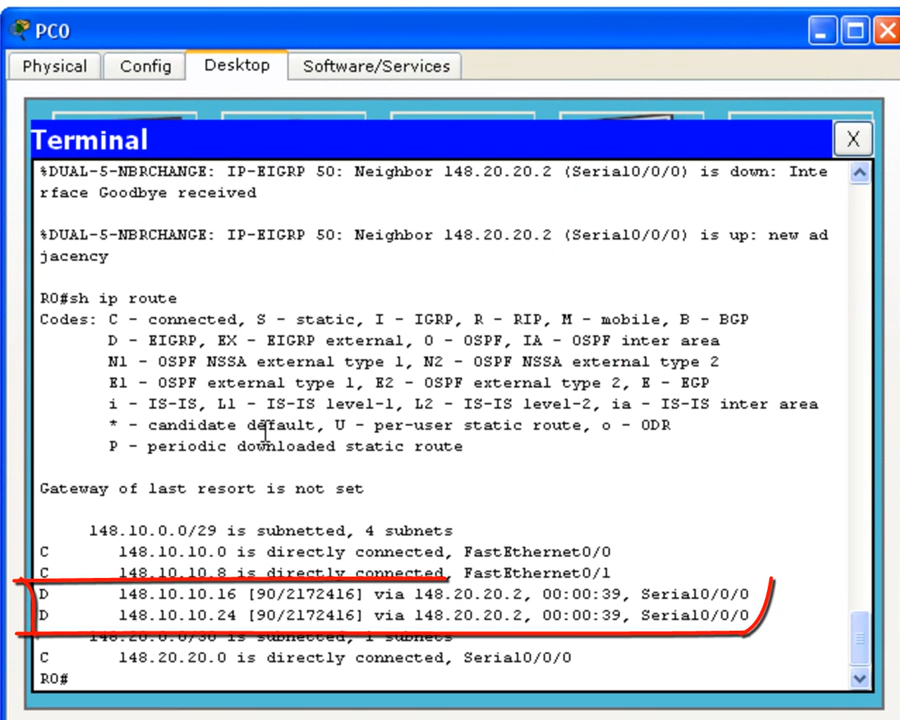 PC0
Physical Config Desktop Software/Services
Terminal X
%DUAL-5-NBRCHANGE: IP-EIGRP 50: Neighbor 148.20.20.2 (Serial0/0/0) is down: Inte
rface Goodbye received
%DUAL-5-NBRCHANGE: IP-EIGRP 50: Neighbor 148.20.20.2 (Serial0/0/0) is up: new ad
jacency
R0#sh ip route
Codes: C - connected, S - static, I - IGRP, R - RIP, M - mobile, B - BGP
D - EIGRP, EX - EIGRP external, O - OSPF, IA - OSPF inter area
N1 - OSPF NSSA external type 1, N2 - OSPF NSSA external type 2
E1 - OSPF external type 1, E2 - OSPF external type 2, E - EGP
i - IS-IS, L1 - IS-IS level-1, L2 - IS-IS level-2, ia - IS-IS inter area
* - candidate default, U - per-user static route, o - ODR
P - periodic downloaded static route
Gateway of last resort is not set
148.10.0.0/29 is subnetted, 4 subnets
C 148.10.10.0 is directly connected, FastEthernet0/0
C 148.10.10.8 is directly connected, FastEthernet0/1
D 148.10.10.16 [90/2172416] via 148.20.20.2, 00:00:39, Serial0/0/0
D 148.10.10.24 [90/2172416] via 148.20.20.2, 00:00:39, Serial0/0/0
148.20.0.0/30 is subnetted, 1 subnets
C 148.20.20.0 is directly connected, Serial0/0/0
R0#